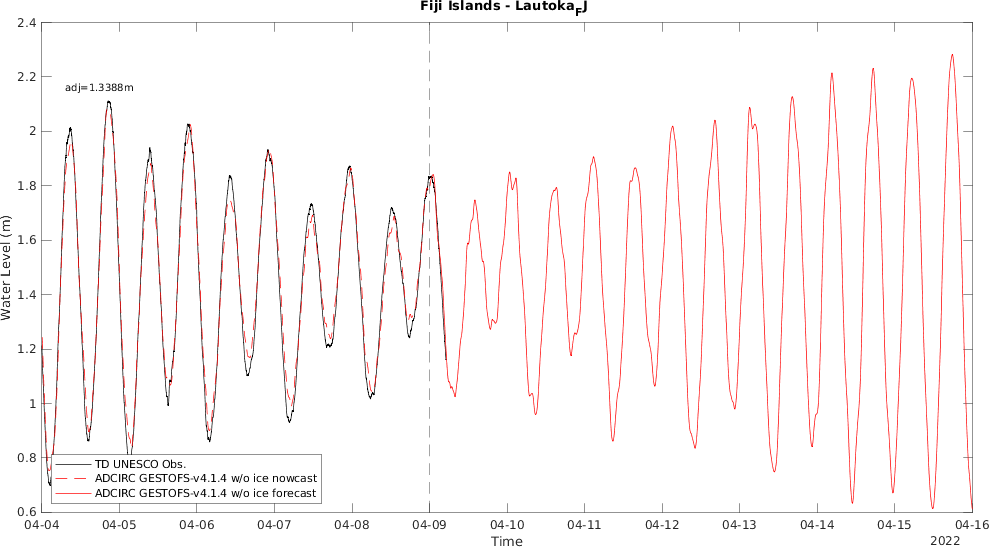 Fiji Islands - Lautoka_FJ
adj=1.3388m
Water Level (m)
2.4
2.2
2
1.8
1.6
1.4
1.2
1
0.8
0.6
TD UNESCO Obs.
ADCIRC GESTOFS-v4.1.4 w/o ice nowcast
ADCIRC GESTOFS-v4.1.4 w/o ice forecast
04-04 04-05 04-06 04-07 04-08 04-09 04-10 04-11 04-12 04-13 04-14 04-15 04-16
Time
2022